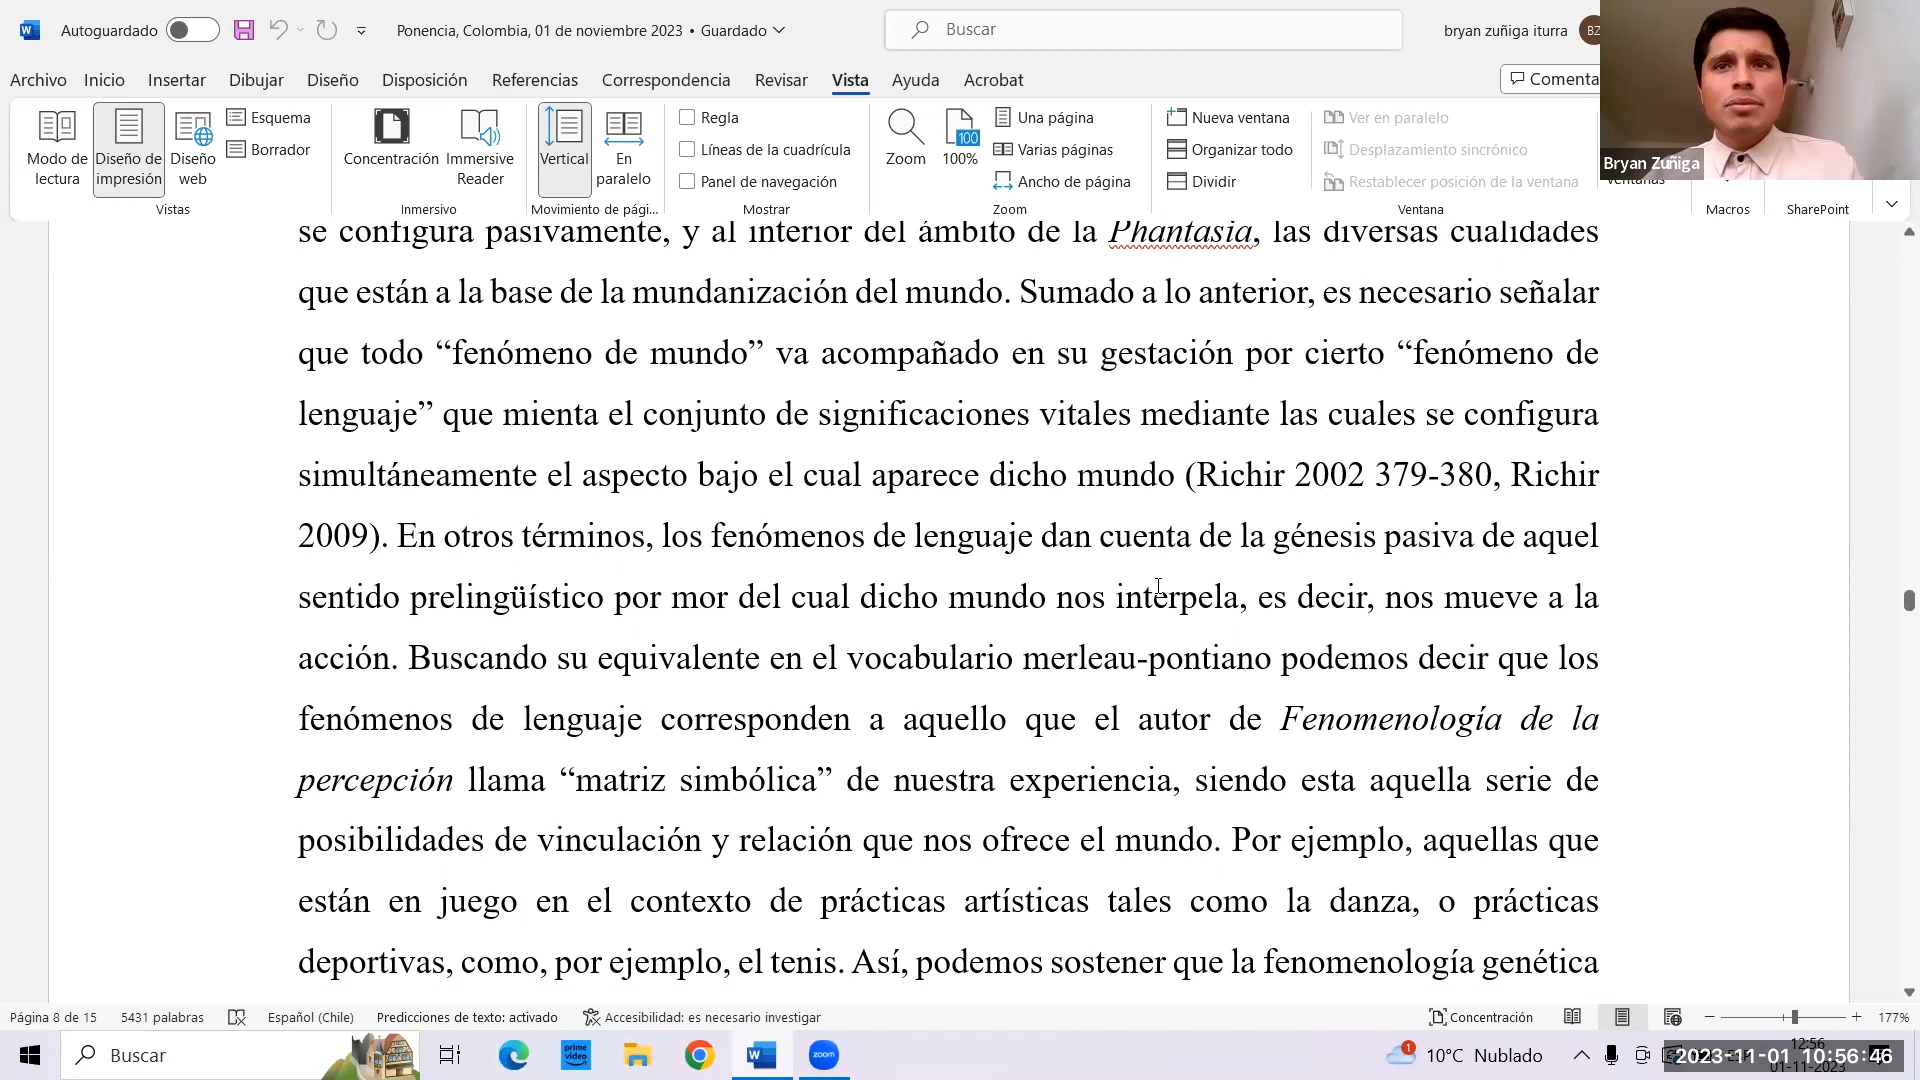 Autoguardado
Ponencia, Colombia, 01 de noviembre 2023 • Guardado
Buscar
bryan zuñiga iturra
BZ
Archivo Inicio Insertar Dibujar Diseño Disposición Referencias Correspondencia Revisar Vista Ayuda Acrobat
Comenta
Modo de lectura
Diseño de impresión
Diseño web
Esquema
Borrador
Vistas
Concentración
Immersive Reader
Inmersivo
Vertical
En paralelo
Movimiento de pági...
Regla
Líneas de la cuadrícula
Panel de navegación
Mostrar
Zoom
100
100%
Una página
Varias páginas
Ancho de página
Zoom
Nueva ventana
Organizar todo
Dividir
Ver en paralelo
Desplazamiento sincrónico
Restablecer posición de la ventana
Ventana
Macros
SharePoint
Bryan Zuñiga
se configura pasivamente, y al interior del ámbito de la Phantasia, las diversas cualidades
que están a la base de la mundanización del mundo. Sumado a lo anterior, es necesario señalar
que todo “fenómeno de mundo” va acompañado en su gestación por cierto “fenómeno de
lenguaje” que mienta el conjunto de significaciones vitales mediante las cuales se configura
simultáneamente el aspecto bajo el cual aparece dicho mundo (Richir 2002 379-380, Richir
2009). En otros términos, los fenómenos de lenguaje dan cuenta de la génesis pasiva de aquel
sentido prelingüístico por mor del cual dicho mundo nos interpela, es decir, nos mueve a la
acción. Buscando su equivalente en el vocabulario merleau-pontiano podemos decir que los
fenómenos de lenguaje corresponden a aquello que el autor de Fenomenología de la
percepción llama “matriz simbólica” de nuestra experiencia, siendo esta aquella serie de
posibilidades de vinculación y relación que nos ofrece el mundo. Por ejemplo, aquellas que
están en juego en el contexto de prácticas artísticas tales como la danza, o prácticas
deportivas, como, por ejemplo, el tenis. Así, podemos sostener que la fenomenología genética
Página 8 de 15 5431 palabras Español (Chile) Predicciones de texto: activado Accesibilidad: es necesario investigar
Concentración
177%
Buscar
prime video
zoom
1
10°C Nublado
12:56
2023-11-01 10:56:46
01-11-2023